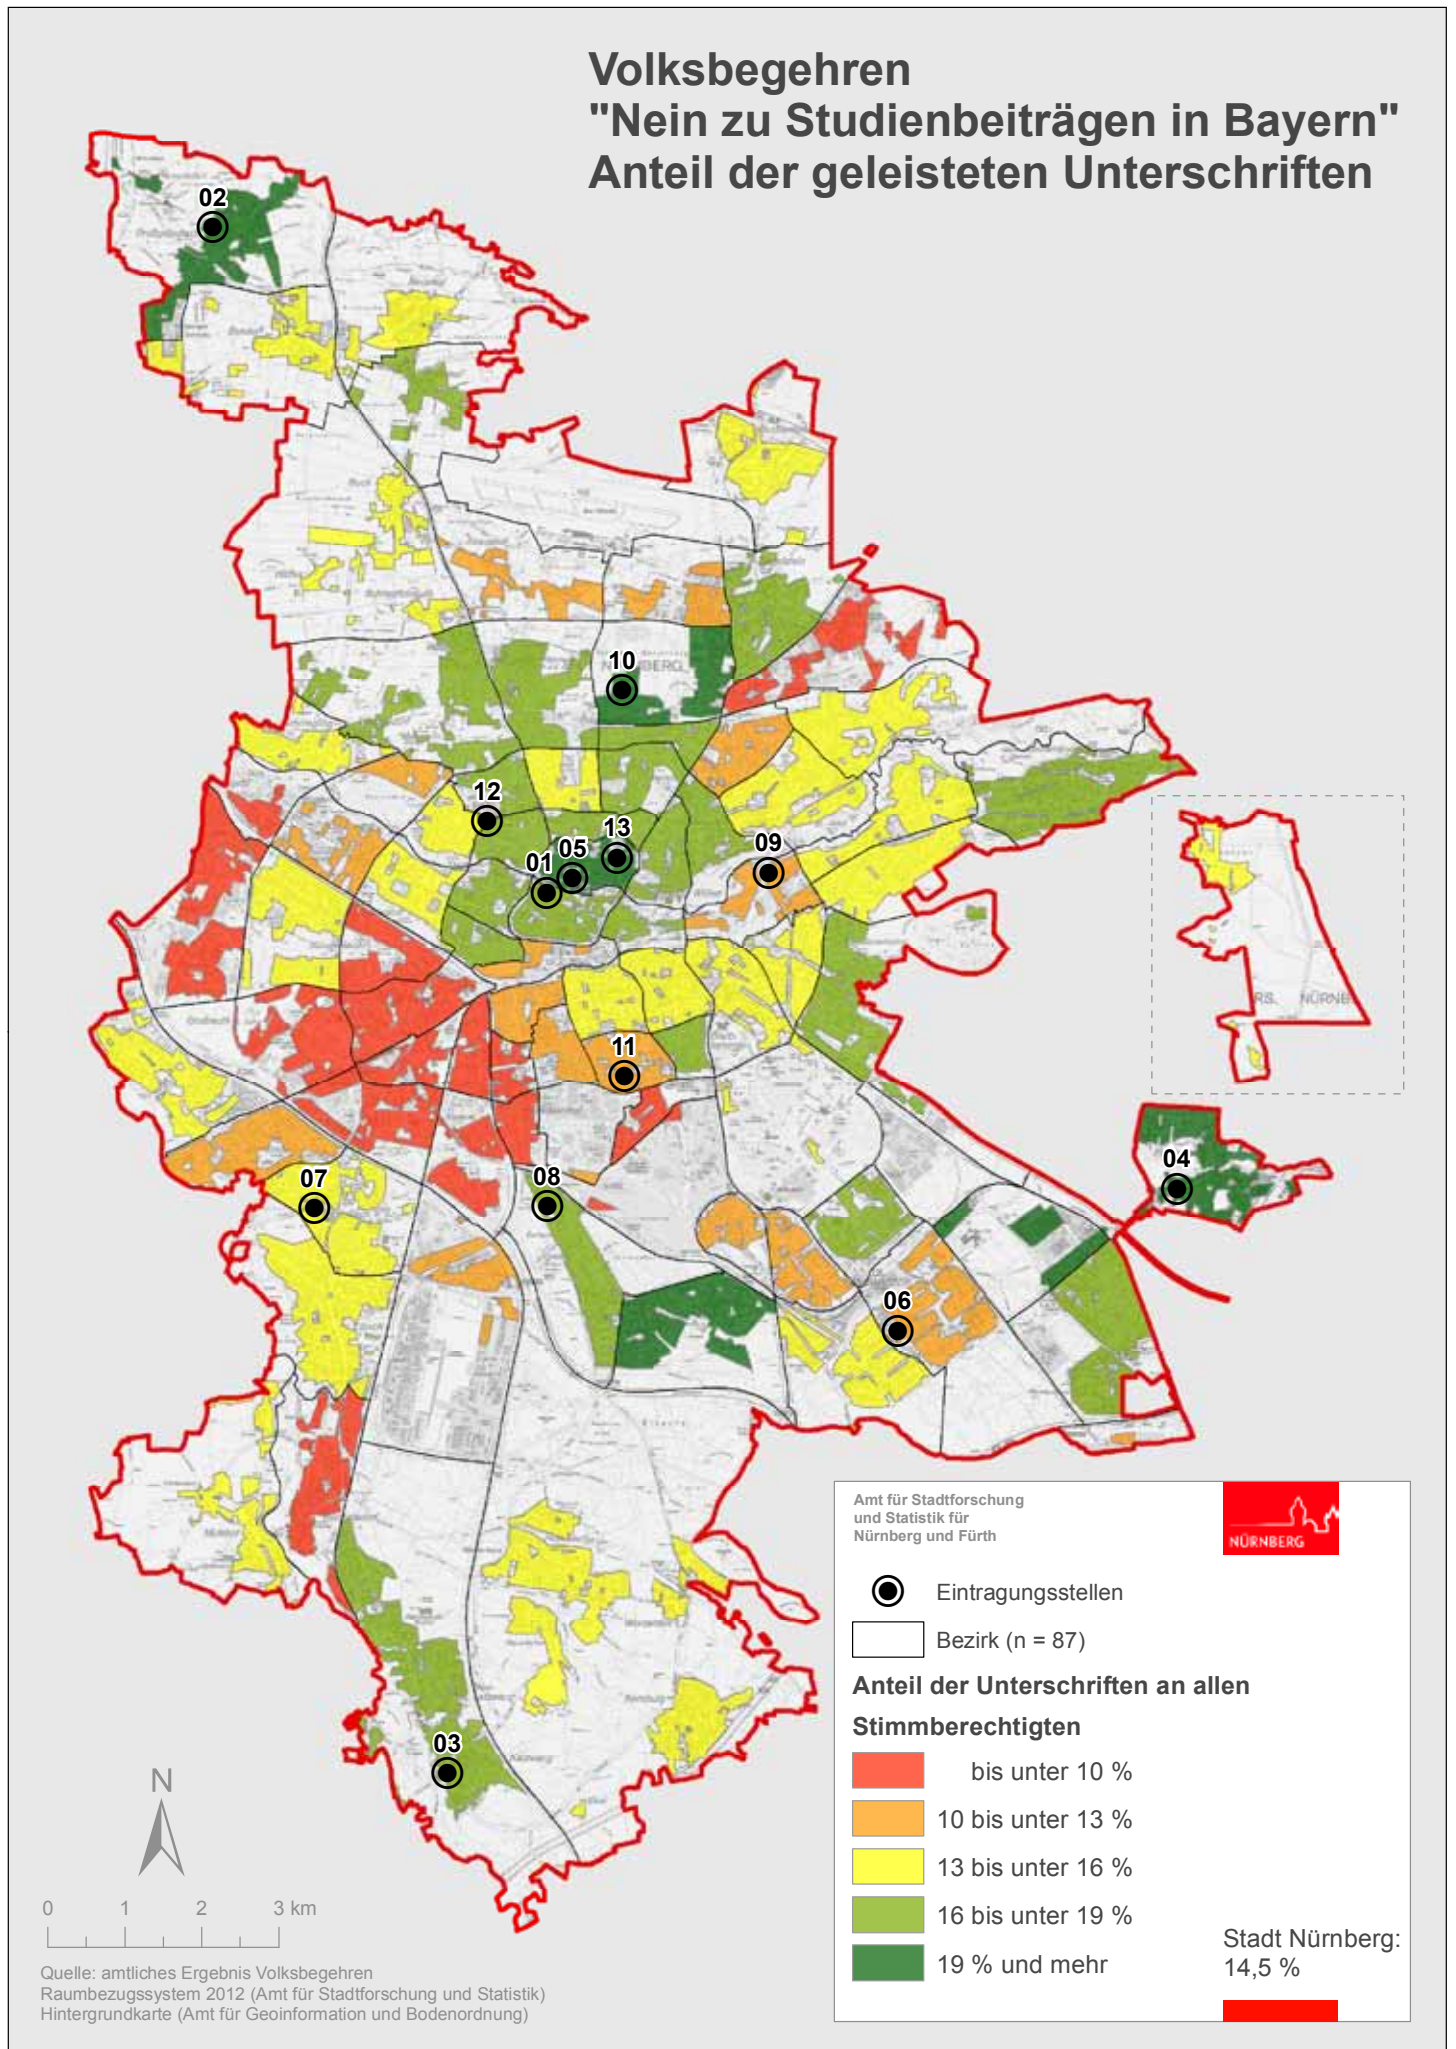 Volksbegehren
"Nein zu Studienbeiträgen in Bayern"
Anteil der geleisteten Unterschriften
02
10
12
13
05
01
09
11
04
07
08
06
03
RS. NÜRNB
Amt für Stadtforschung
und Statistik für
Nürnberg und Fürth
NÜRNBERG
Eintragungsstellen
Bezirk (n = 87)
Anteil der Unterschriften an allen
Stimmberechtigten
bis unter 10 %
10 bis unter 13 %
13 bis unter 16 %
16 bis unter 19 %
19 % und mehr
Stadt Nürnberg:
14,5 %
N
0 1 2 3 km
Quelle: amtliches Ergebnis Volksbegehren
Raumbezugssystem 2012 (Amt für Stadtforschung und Statistik)
Hintergrundkarte (Amt für Geoinformation und Bodenordnung)